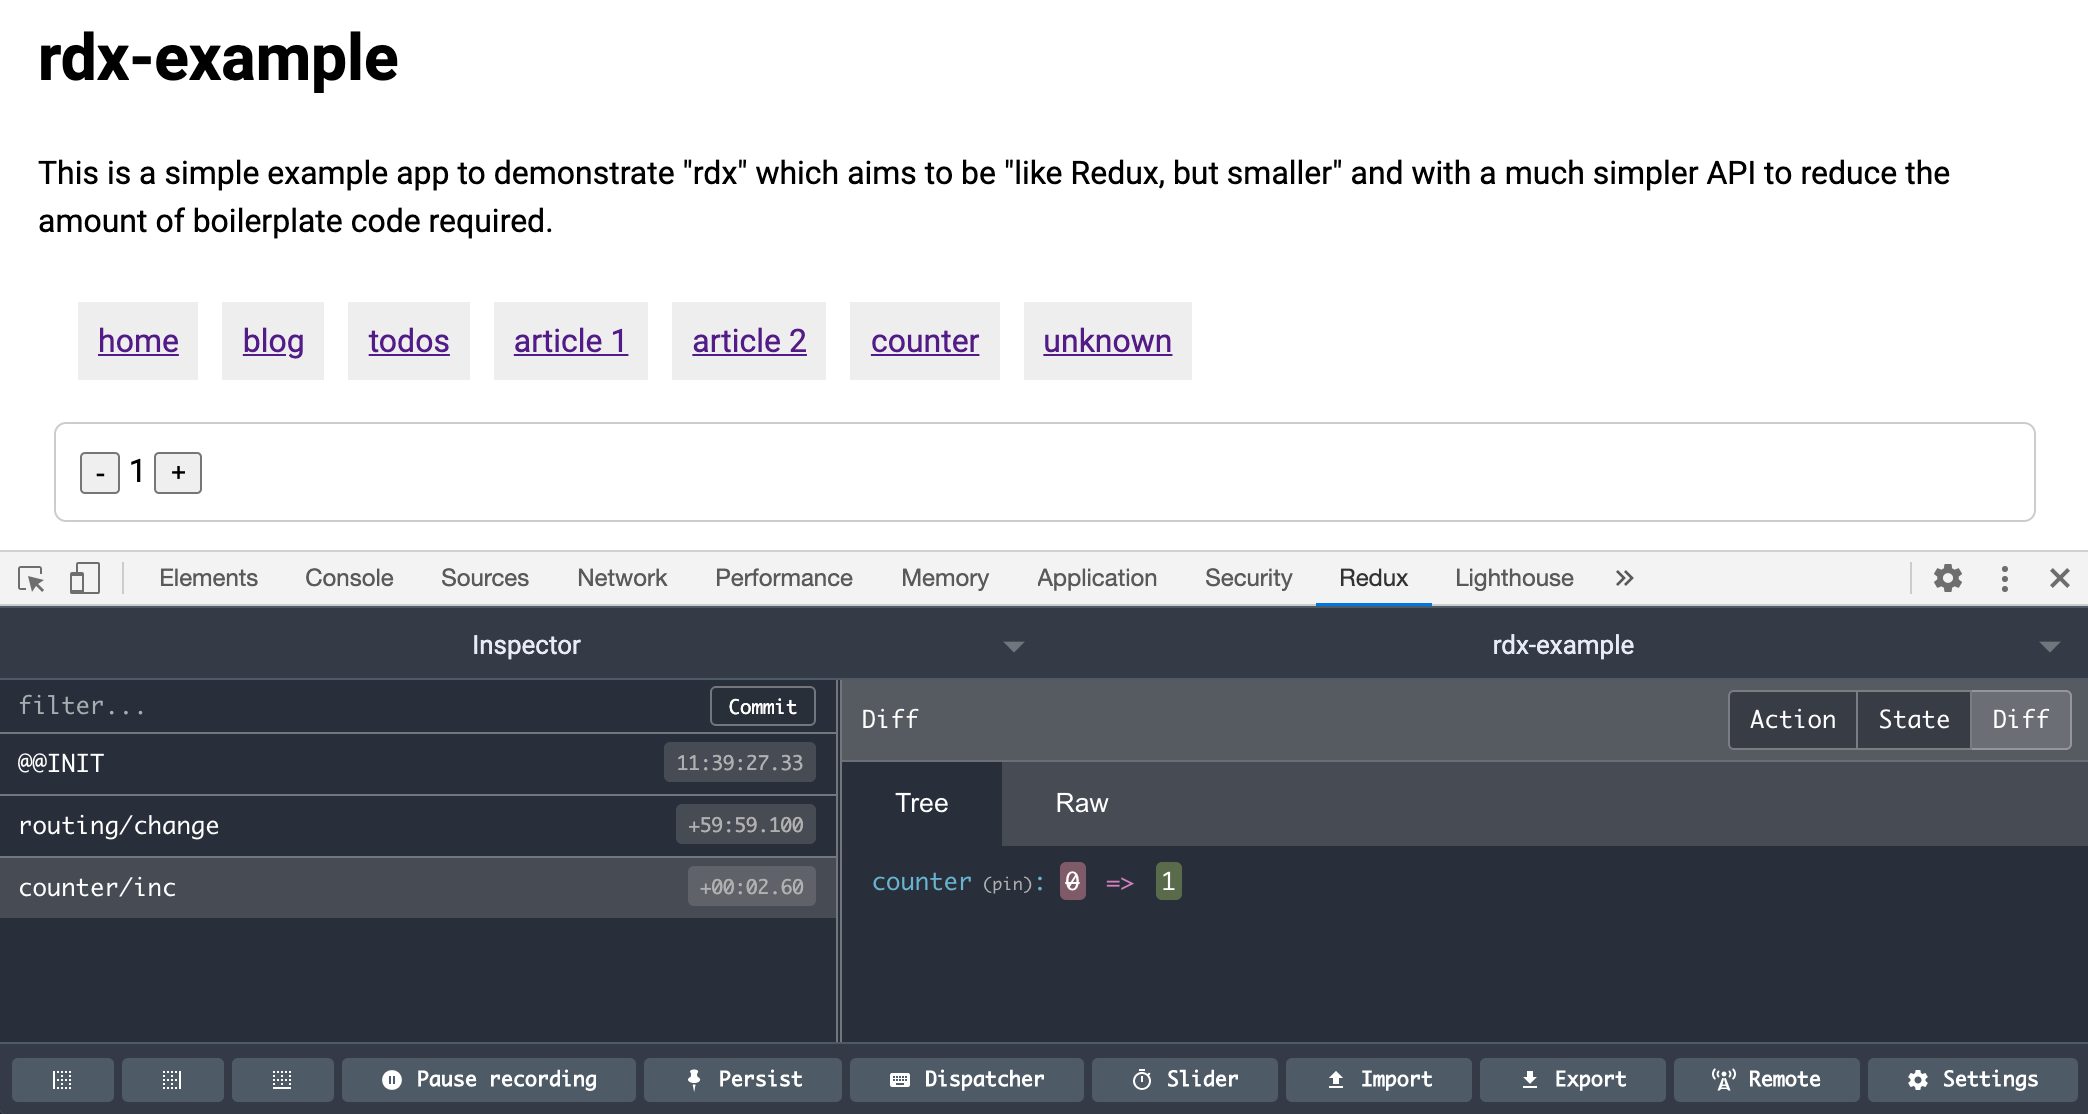 rdx-example
This is a simple example app to demonstrate "rdx" which aims to be "like Redux, but smaller" and with a much simpler API to reduce the
amount of boilerplate code required.
home blog todos article 1 article 2 counter unknown
- 1 +
Elements Console Sources Network Performance Memory Application Security Redux Lighthouse »
Inspector rdx-example
filter... Commit
@@INIT 11:39:27.33
routing/change +59:59.100
counter/inc +00:02.60
Diff Action State Diff
Tree Raw
counter (pin): 0 => 1
Pause recording Persist Dispatcher Slider Import Export Remote Settings